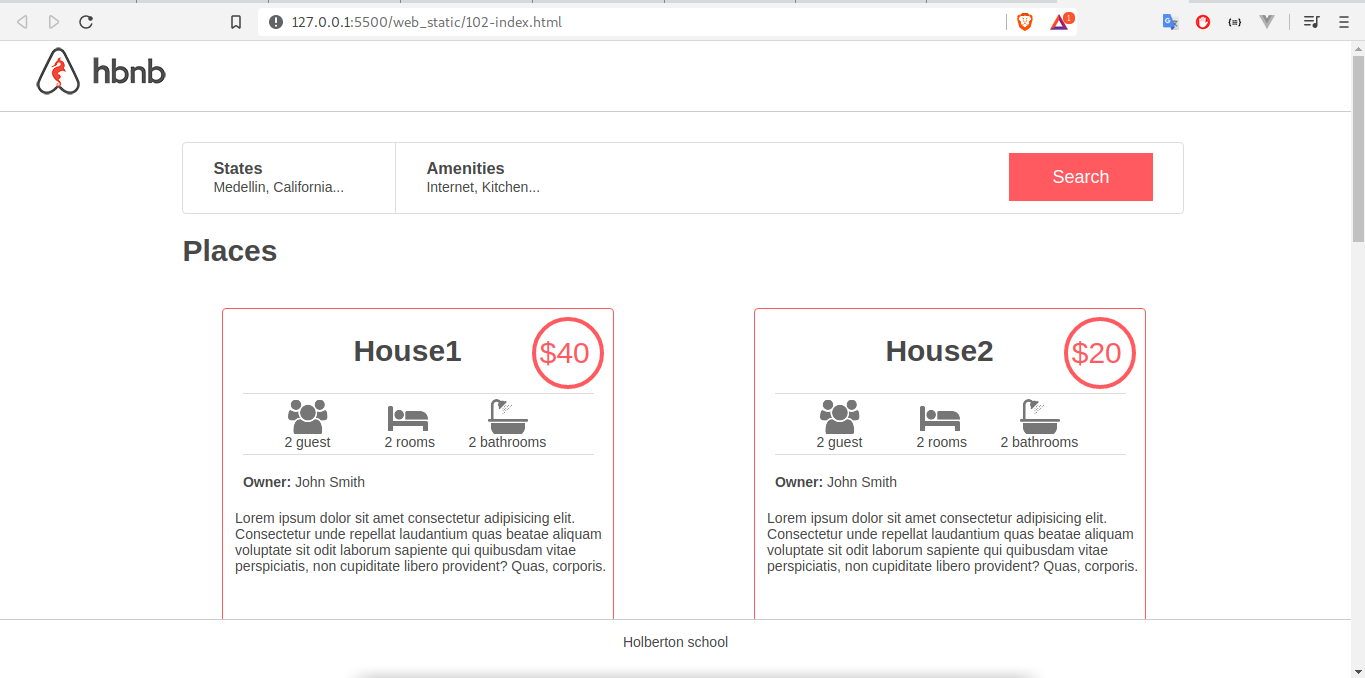 127.0.0.1:5500/web_static/102-index.html
1
hbnb
States
Medellin, California...
Amenities
Internet, Kitchen...
Search
Places
House1
$40
2 guest
2 rooms
2 bathrooms
Owner: John Smith
Lorem ipsum dolor sit amet consectetur adipisicing elit.
Consectetur unde repellat laudantium quas beatae aliquam
voluptate sit odit laborum sapiente qui quibusdam vitae
perspiciatis, non cupiditate libero provident? Quas, corporis.
House2
$20
2 guest
2 rooms
2 bathrooms
Owner: John Smith
Lorem ipsum dolor sit amet consectetur adipisicing elit.
Consectetur unde repellat laudantium quas beatae aliquam
voluptate sit odit laborum sapiente qui quibusdam vitae
perspiciatis, non cupiditate libero provident? Quas, corporis.
Holberton school